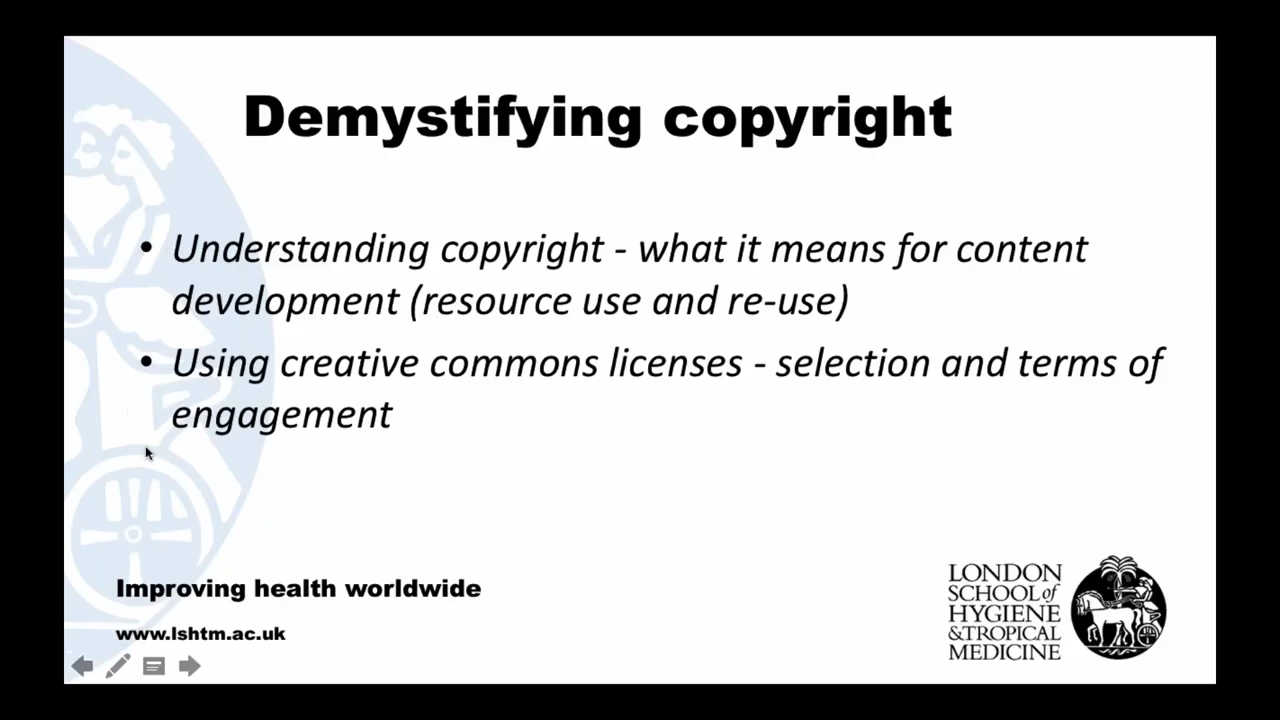 Demystifying copyright
• Understanding copyright - what it means for content
development (resource use and re-use)
• Using creative commons licenses - selection and terms of
engagement
Improving health worldwide
www.lshtm.ac.uk
LONDON
SCHOOL of
HYGIENE
&TROPICAL
MEDICINE